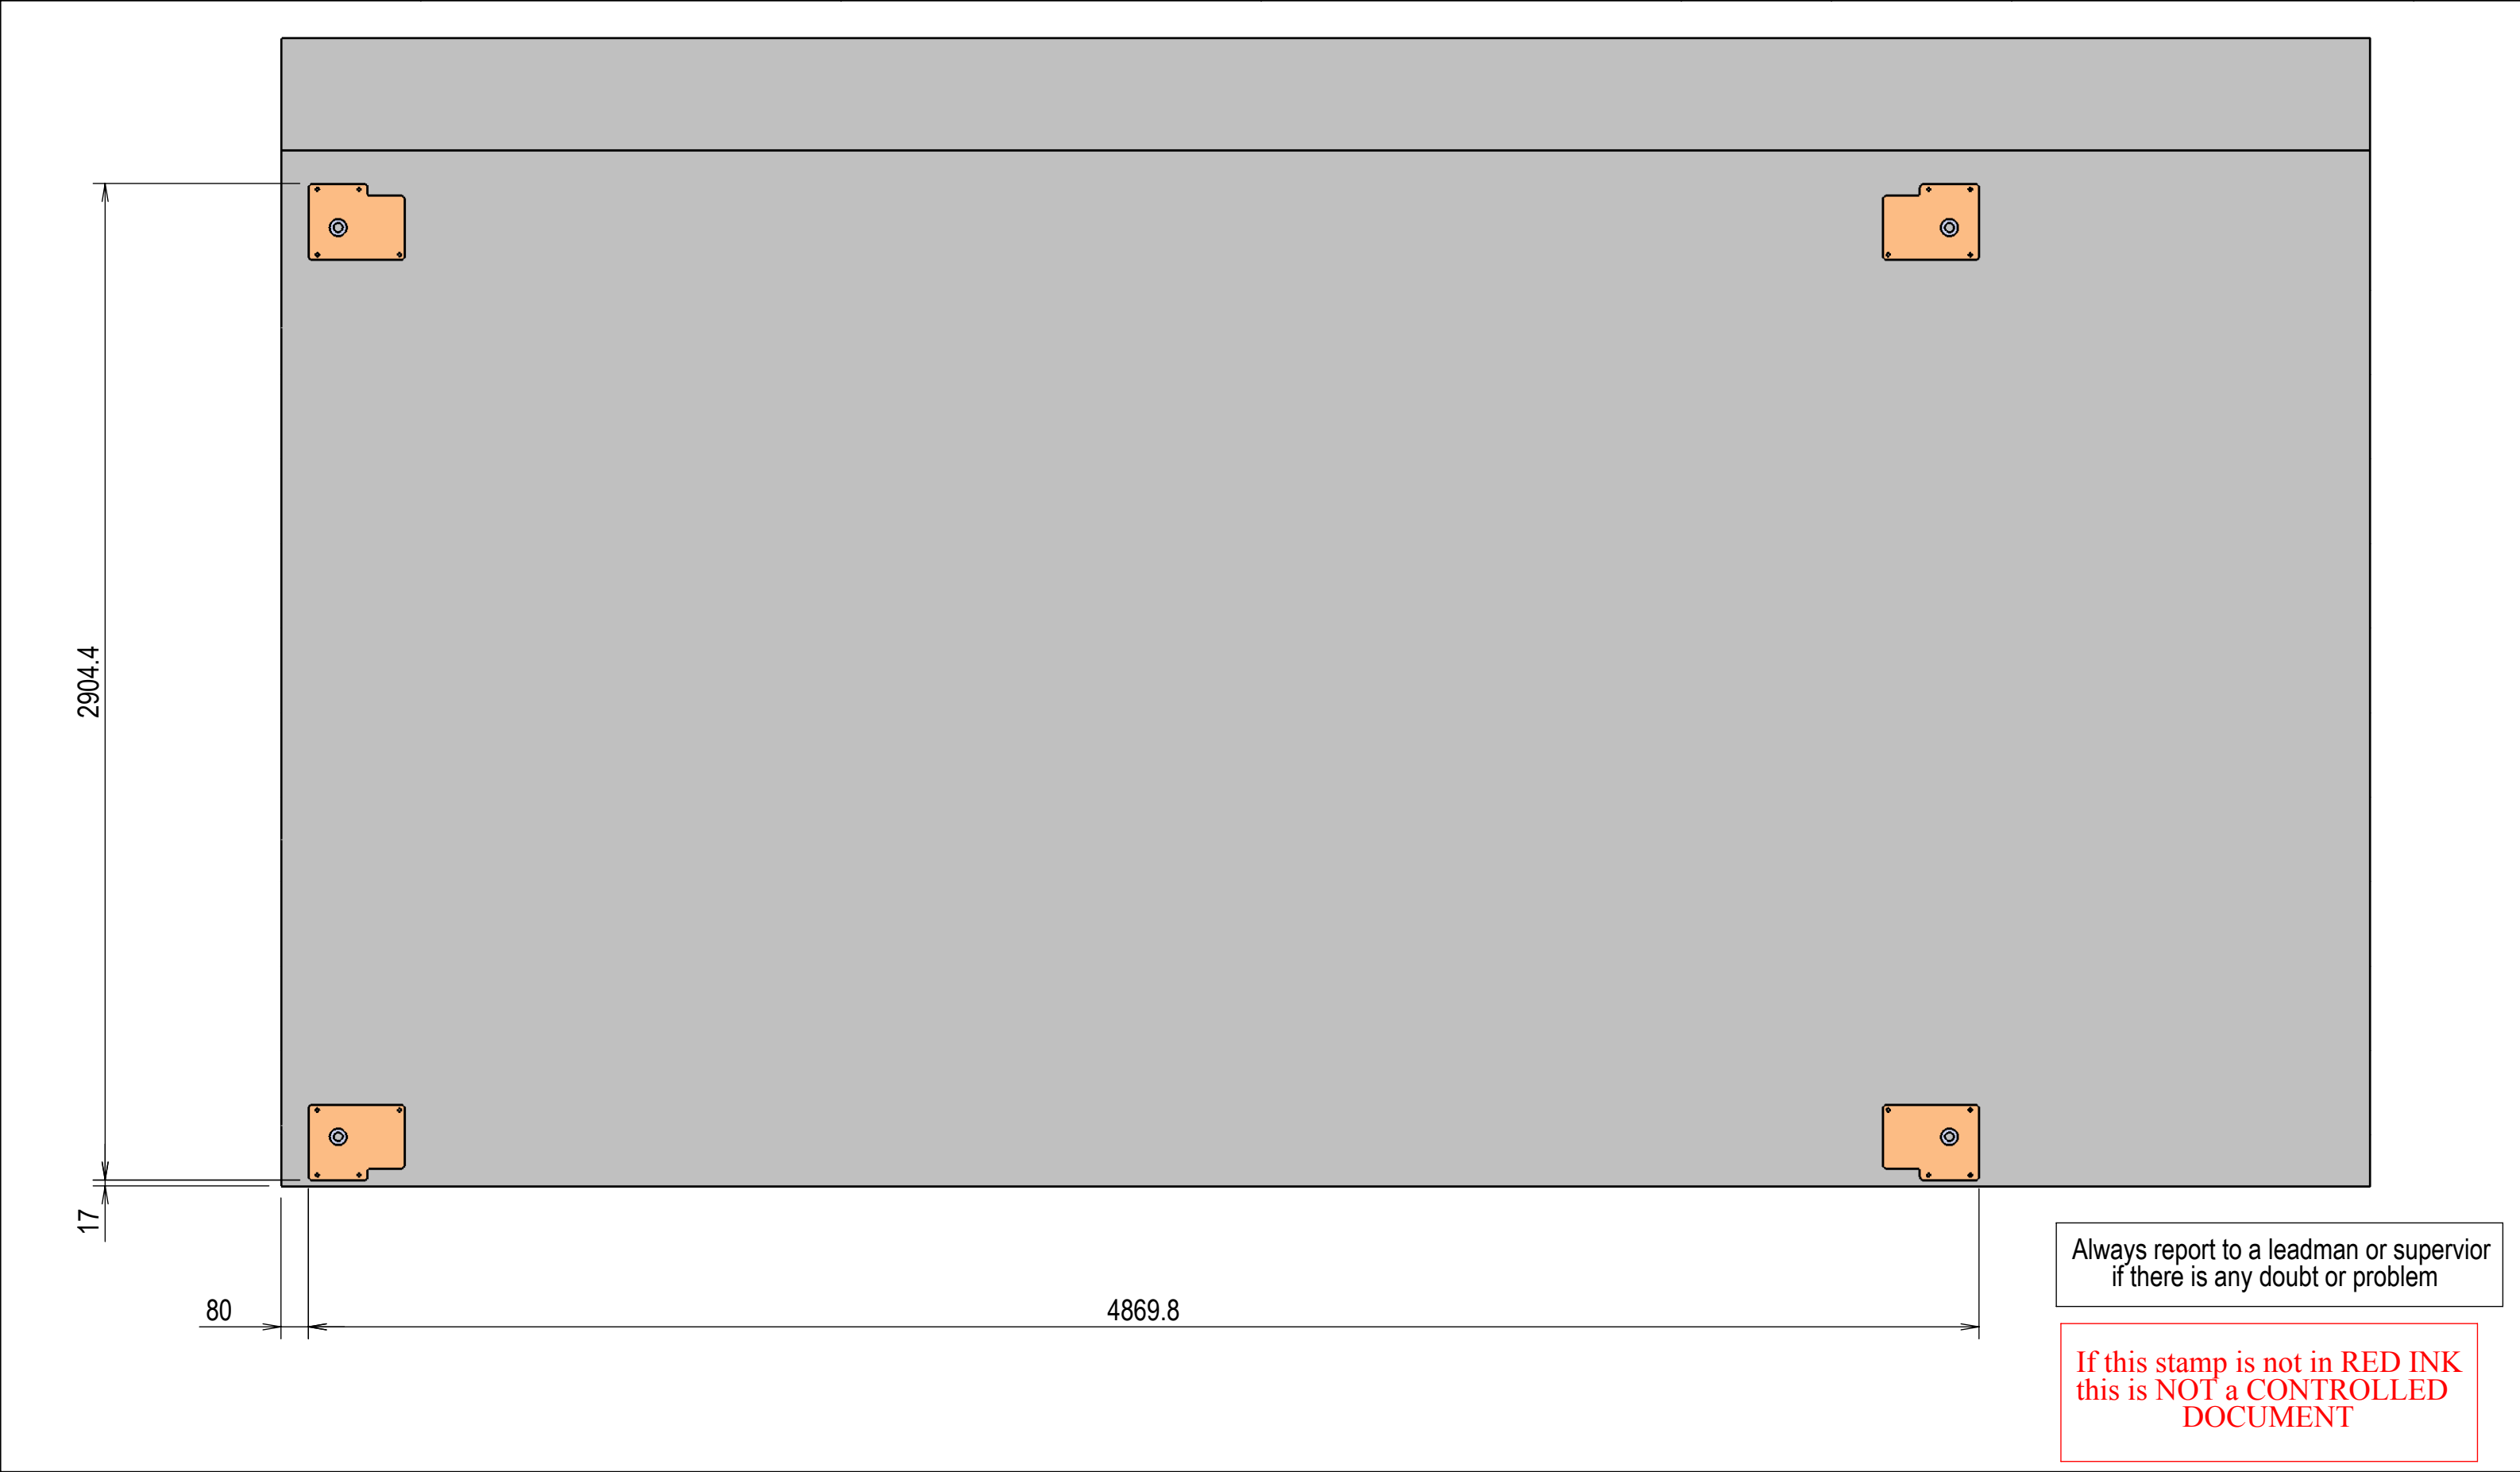 2904.4
17
80
4869.8
Always report to a leadman or supervior
if there is any doubt or problem
If this stamp is not in RED INK
this is NOT a CONTROLLED
DOCUMENT